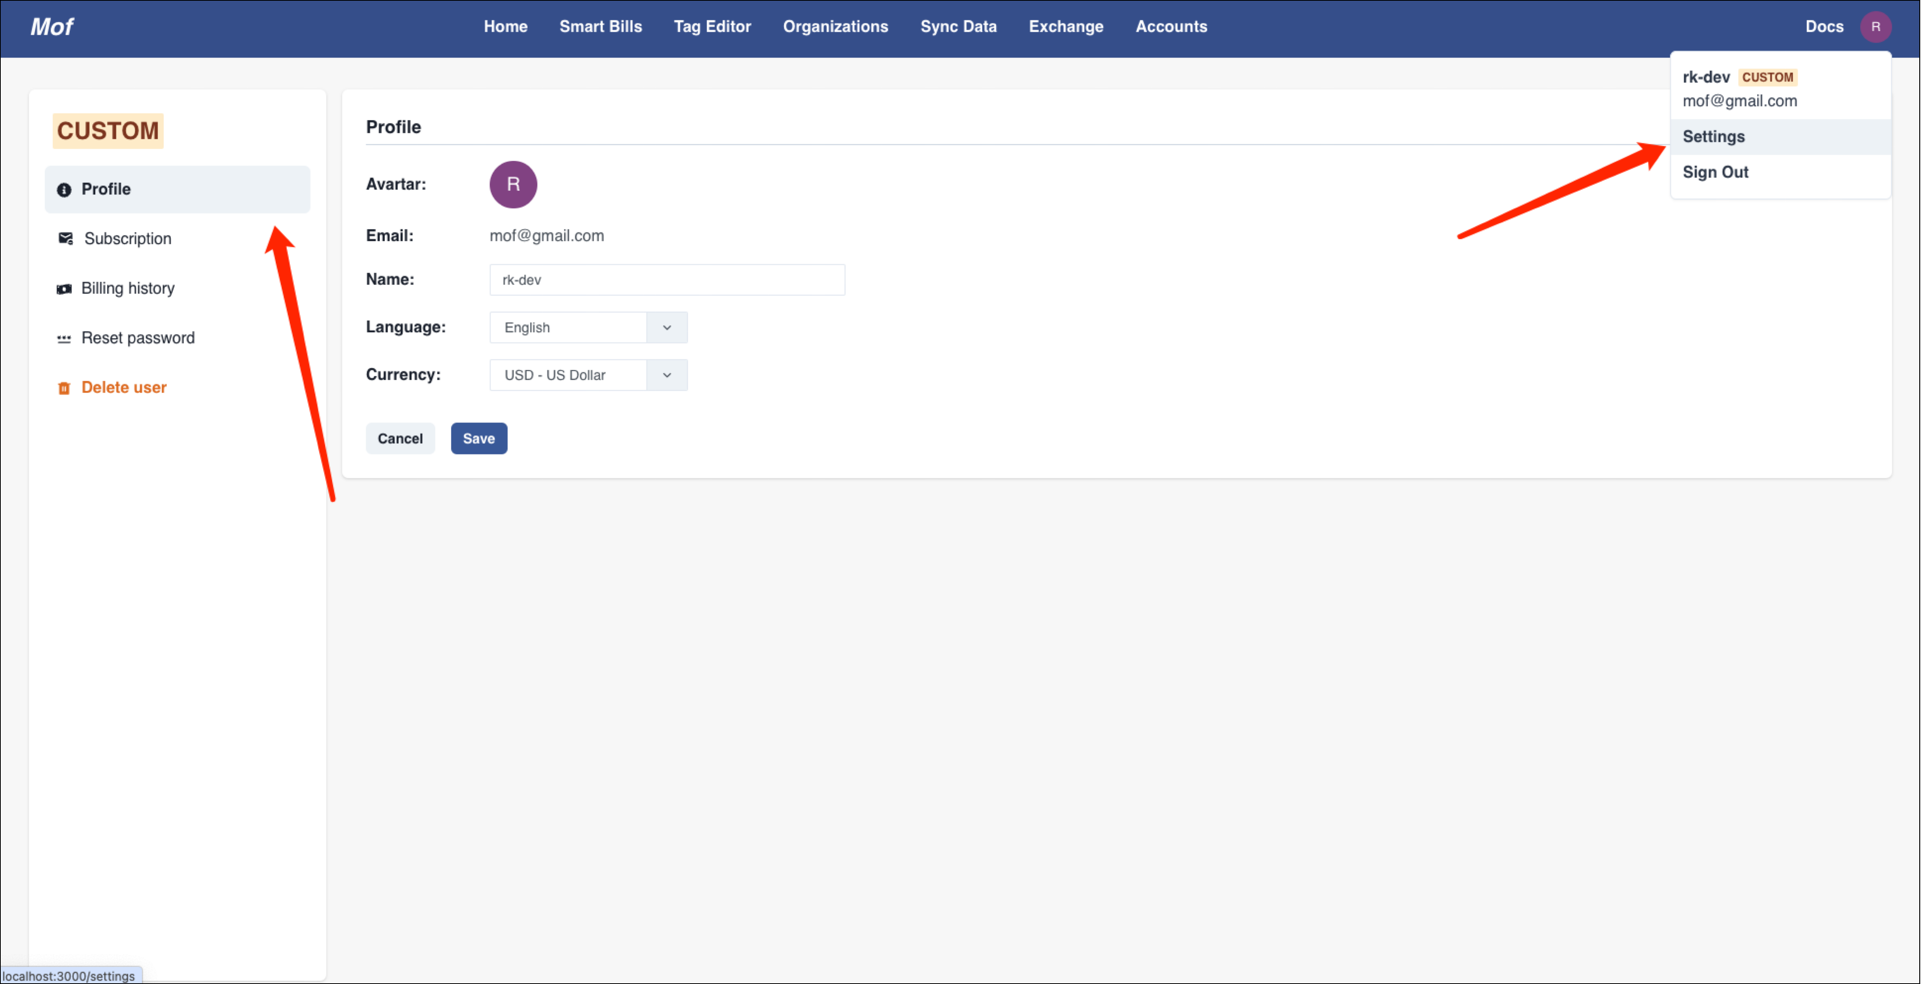 Mof
Home Smart Bills Tag Editor Organizations Sync Data Exchange Accounts
Docs R
rk-dev CUSTOM
mof@gmail.com
Settings
Sign Out
CUSTOM
Profile
Subscription
Billing history
Reset password
Delete user
Profile
Avartar: R
Email: mof@gmail.com
Name: rk-dev
Language: English
Currency: USD - US Dollar
Cancel Save
localhost:3000/settings